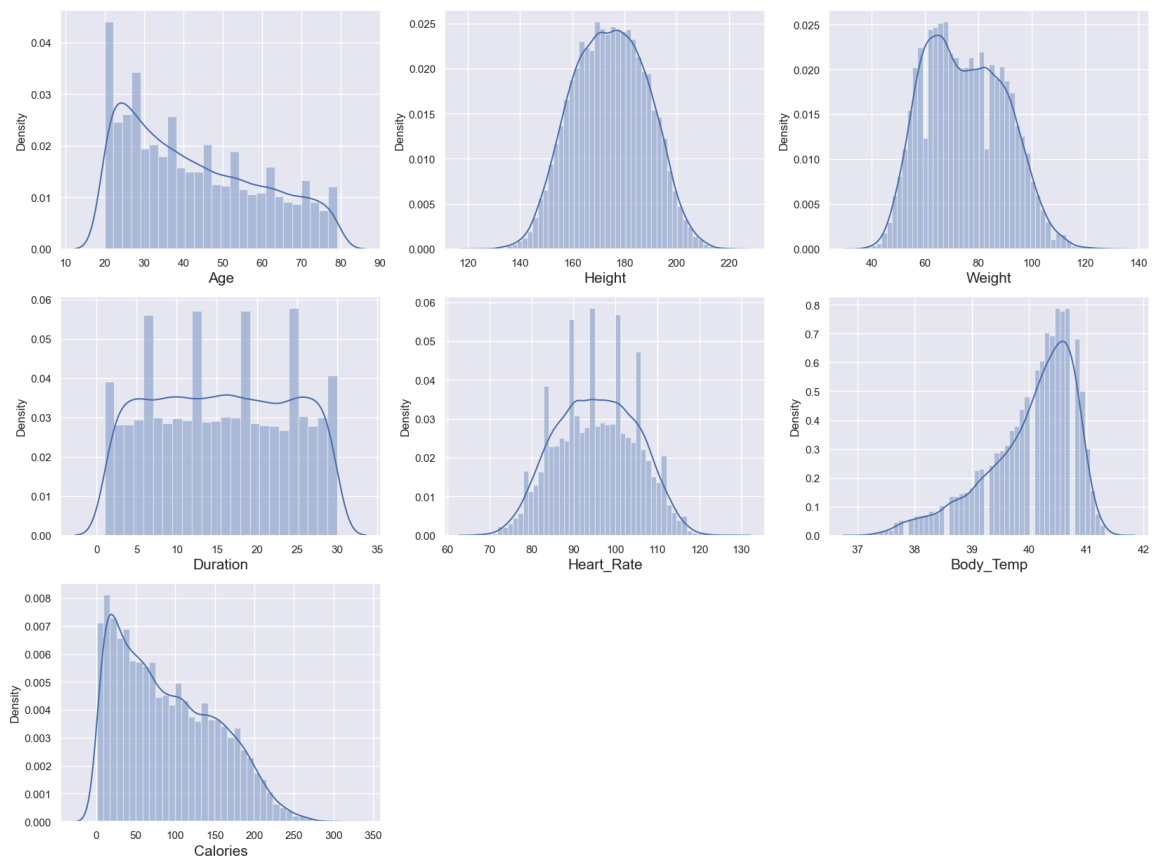 Density
0.04
0.03
0.02
0.01
0.00
10 20 30 40 50 60 70 80 90
Age
Density
0.025
0.020
0.015
0.010
0.005
0.000
120 140 160 180 200 220
Height
Density
0.025
0.020
0.015
0.010
0.005
0.000
40 60 80 100 120 140
Weight
Density
0.06
0.05
0.04
0.03
0.02
0.01
0.00
0 5 10 15 20 25 30 35
Duration
Density
0.06
0.05
0.04
0.03
0.02
0.01
0.00
60 70 80 90 100 110 120 130
Heart_Rate
Density
0.8
0.7
0.6
0.5
0.4
0.3
0.2
0.1
0.0
37 38 39 40 41 42
Body_Temp
Density
0.008
0.007
0.006
0.005
0.004
0.003
0.002
0.001
0.000
0 50 100 150 200 250 300 350
Calories